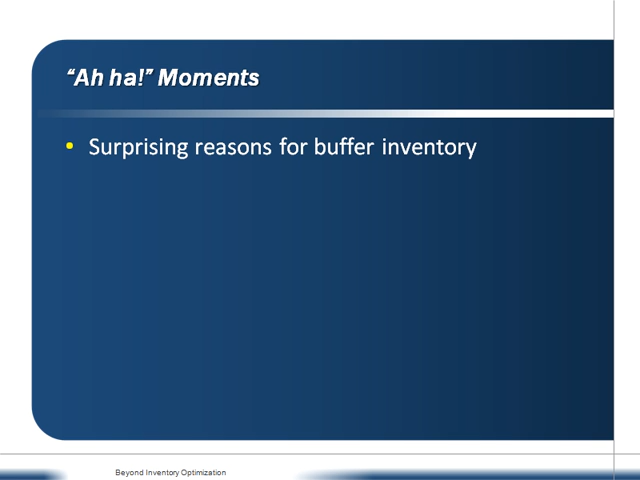 “Ah ha!” Moments
• Surprising reasons for buffer inventory
Beyond Inventory Optimization